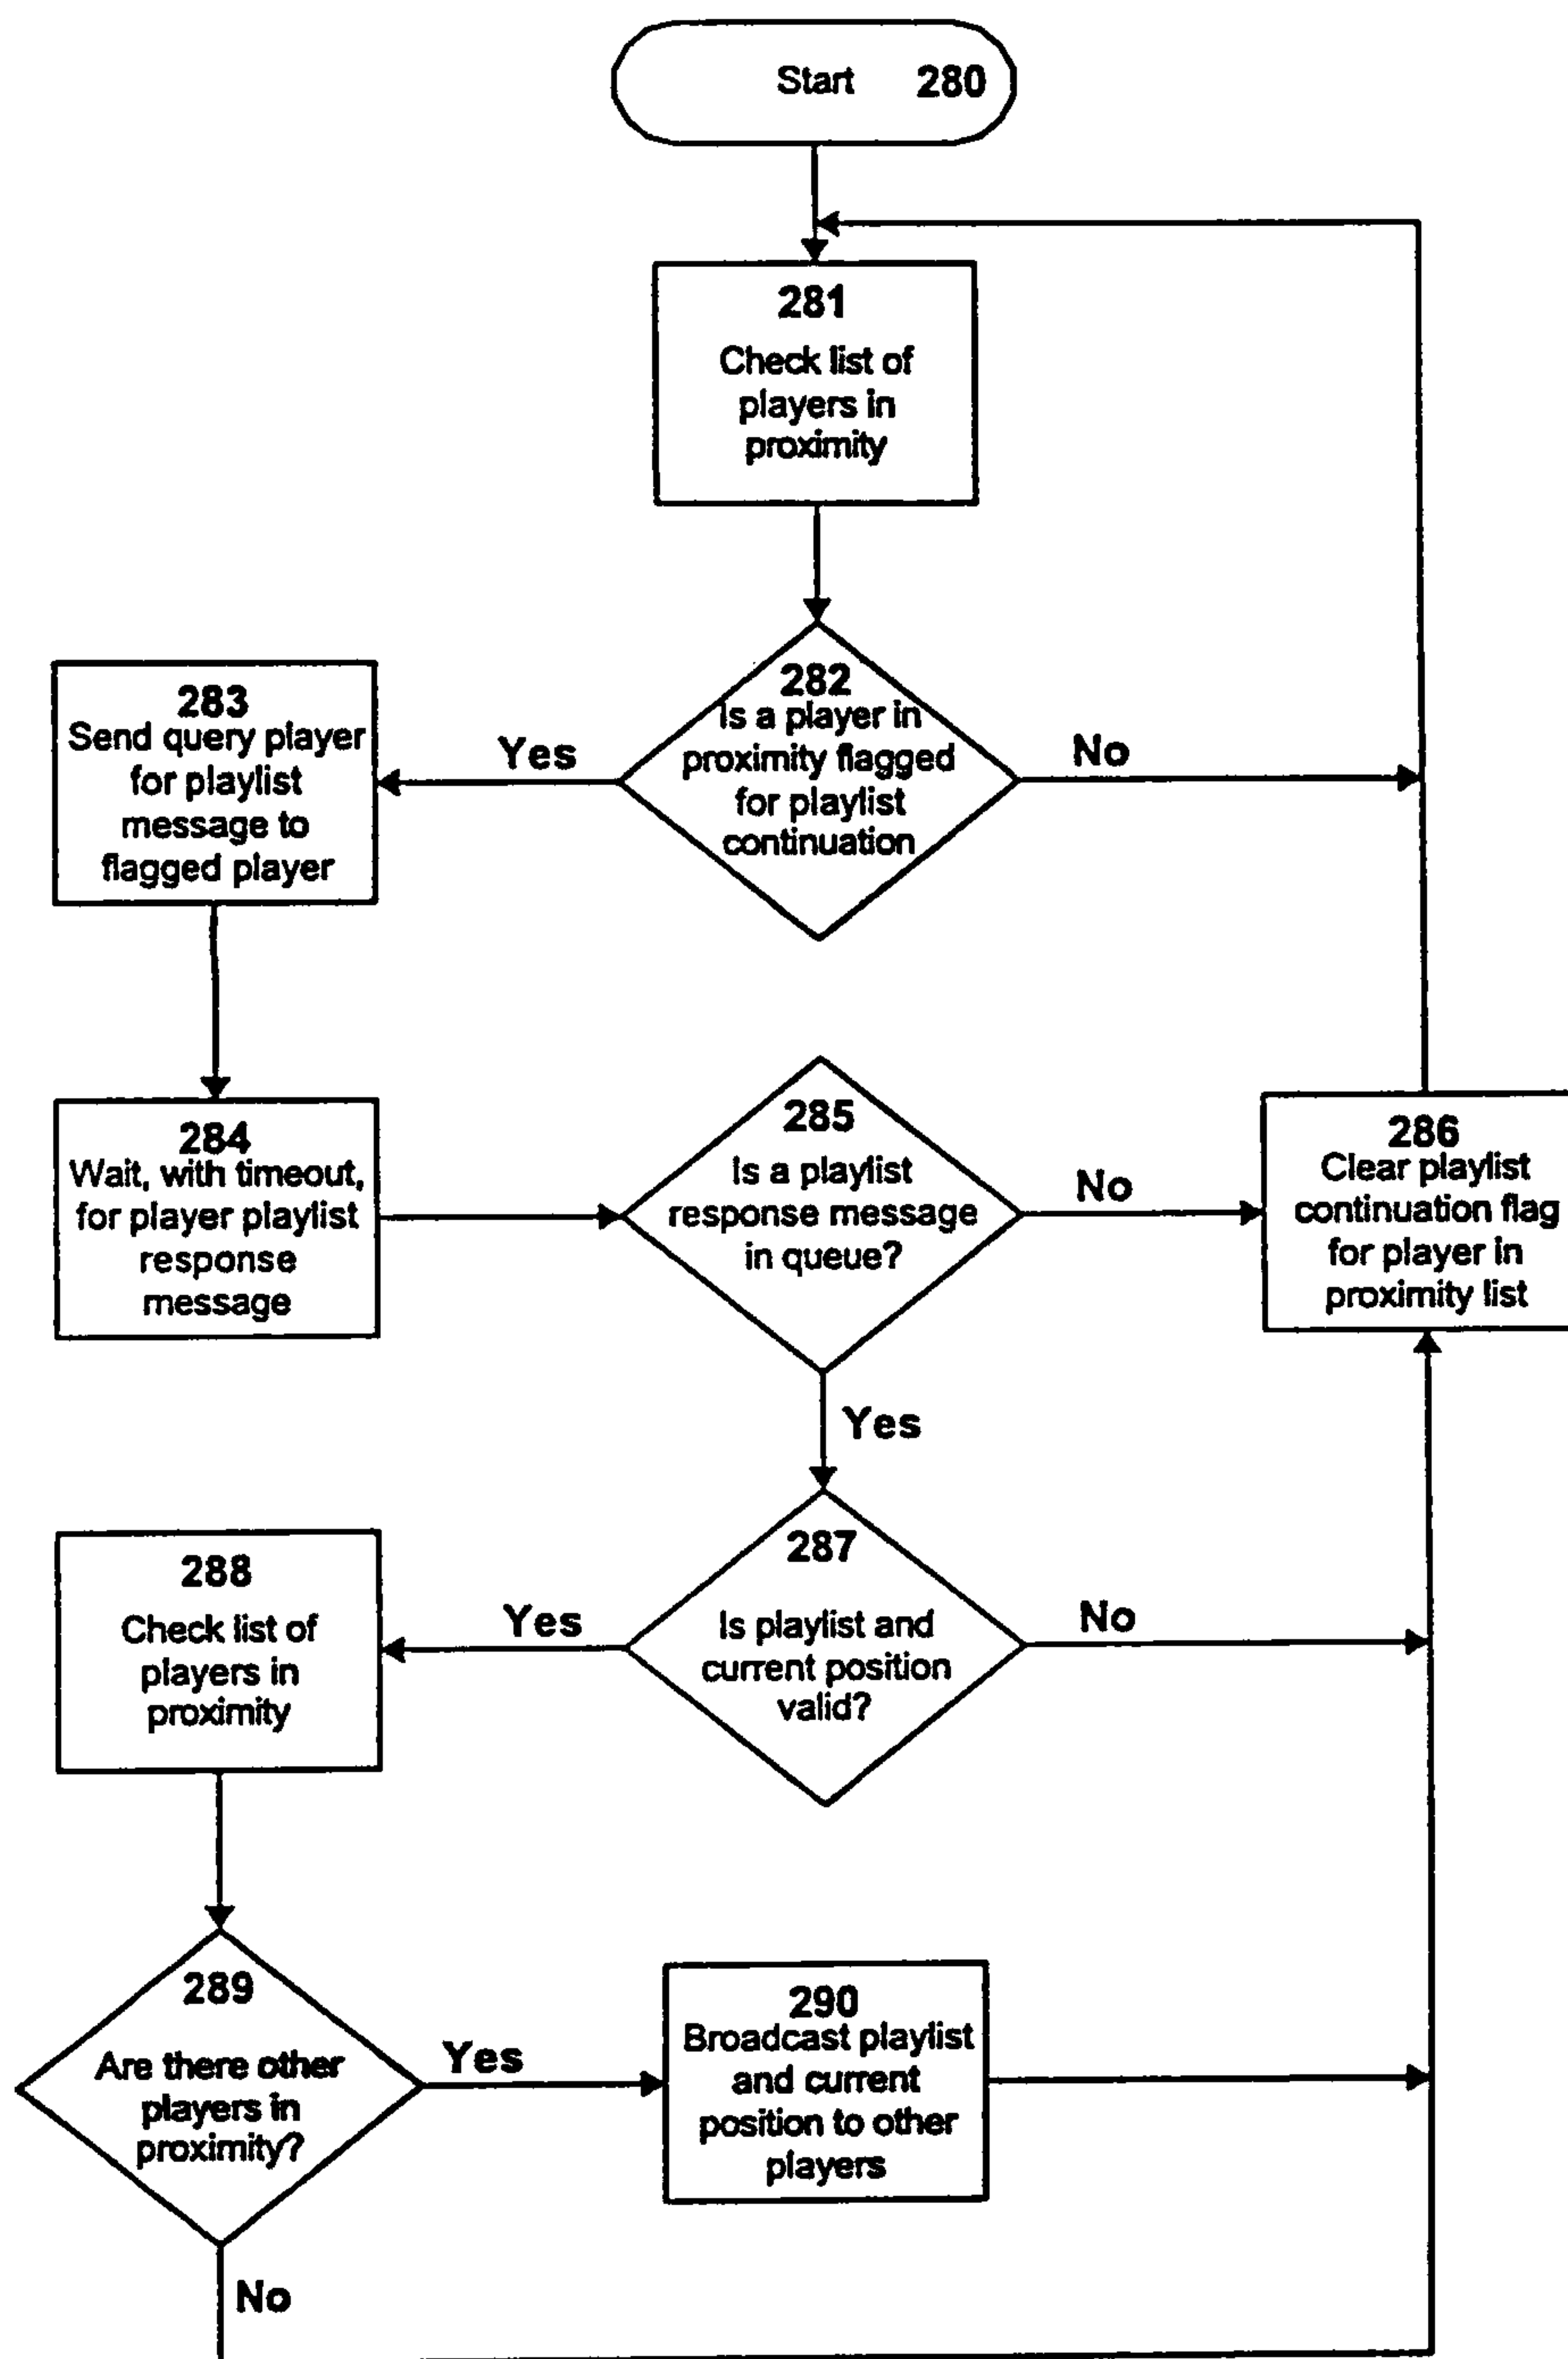 Start 280
281
Check list of
players in
proximity
282
Is a player in
proximity flagged
for playlist
continuation
Yes
No
283
Send query player
for playlist
message to
flagged player
284
Wait, with timeout,
for player playlist
response
message
285
Is a playlist
response message
in queue?
No
Yes
286
Clear playlist
continuation flag
for player in
proximity list
287
Is playlist and
current position
valid?
Yes
No
288
Check list of
players in
proximity
289
Are there other
players in
proximity?
Yes
No
290
Broadcast playlist
and current
position to other
players